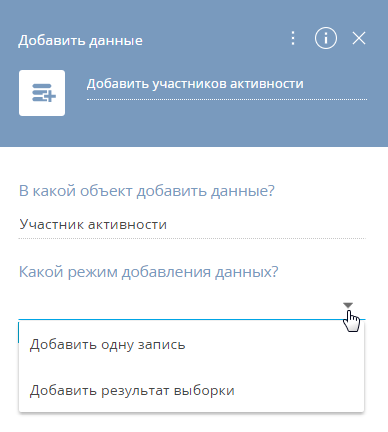 Добавить данные
Добавить участников активности
В какой объект добавить данные?
Участник активности
Какой режим добавления данных?
Добавить одну запись
Добавить результат выборки